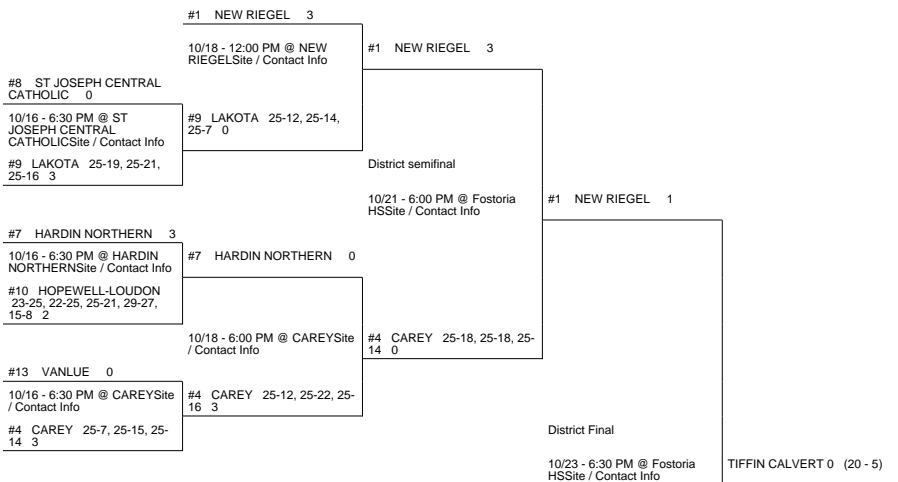 #1 NEW RIEGEL 3
10/18 - 12:00 PM @ NEW
RIEGELSite / Contact Info
#1 NEW RIEGEL 3
#8 ST JOSEPH CENTRAL
CATHOLIC 0
10/16 - 6:30 PM @ ST
JOSEPH CENTRAL
CATHOLICSite / Contact Info
#9 LAKOTA 25-12, 25-14,
25-7 0
#9 LAKOTA 25-19, 25-21,
25-16 3
District semifinal
10/21 - 6:00 PM @ Fostoria
HSSite / Contact Info
#1 NEW RIEGEL 1
#7 HARDIN NORTHERN 3
10/16 - 6:30 PM @ HARDIN
NORTHERNSite / Contact Info
#7 HARDIN NORTHERN 0
#10 HOPEWELL-LOUDON
23-25, 22-25, 25-21, 29-27,
15-8 2
10/18 - 6:00 PM @ CAREYSite
/ Contact Info
#4 CAREY 25-18, 25-18, 25-
14 0
#13 VANLUE 0
10/16 - 6:30 PM @ CAREYSite
/ Contact Info
#4 CAREY 25-12, 25-22, 25-
16 3
#4 CAREY 25-7, 25-15, 25-
14 3
District Final
10/23 - 6:30 PM @ Fostoria
HSSite / Contact Info
TIFFIN CALVERT 0 (20 - 5)